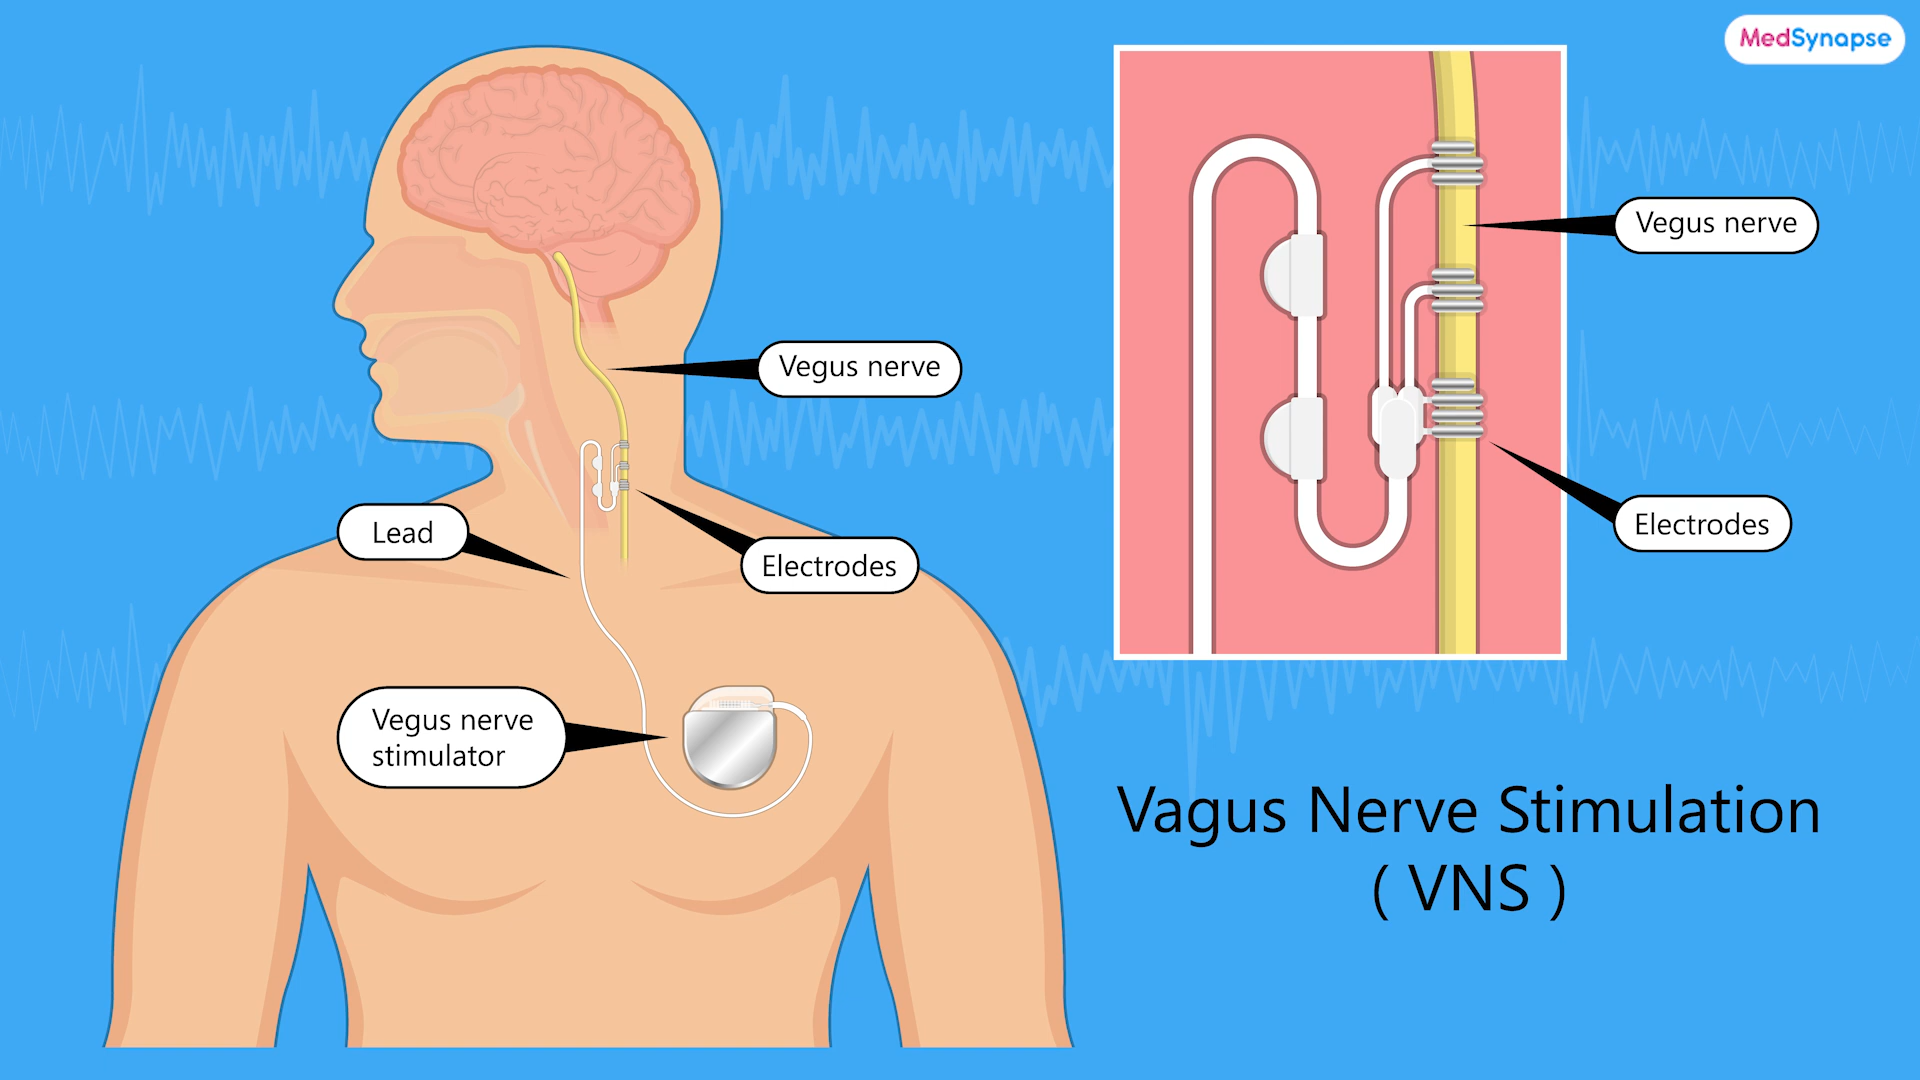 MedSynapse
Vegus nerve
Vegus nerve
Lead
Electrodes
Electrodes
Vegus nerve
stimulator
Vagus Nerve Stimulation
( VNS )